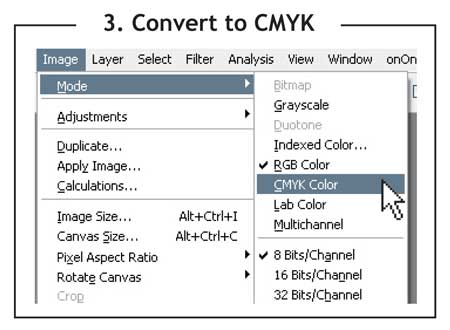 3. Convert to CMYK
Image Layer Select Filter Analysis View Window onOn
Mode
Adjustments
Duplicate...
Apply Image...
Calculations...
Image Size... Alt+Ctrl+I
Canvas Size... Alt+Ctrl+C
Pixel Aspect Ratio
Rotate Canvas
Crop
Bitmap
Grayscale
Duotone
Indexed Color...
RGB Color
CMYK Color
Lab Color
Multichannel
8 Bits/Channel
16 Bits/Channel
32 Bits/Channel